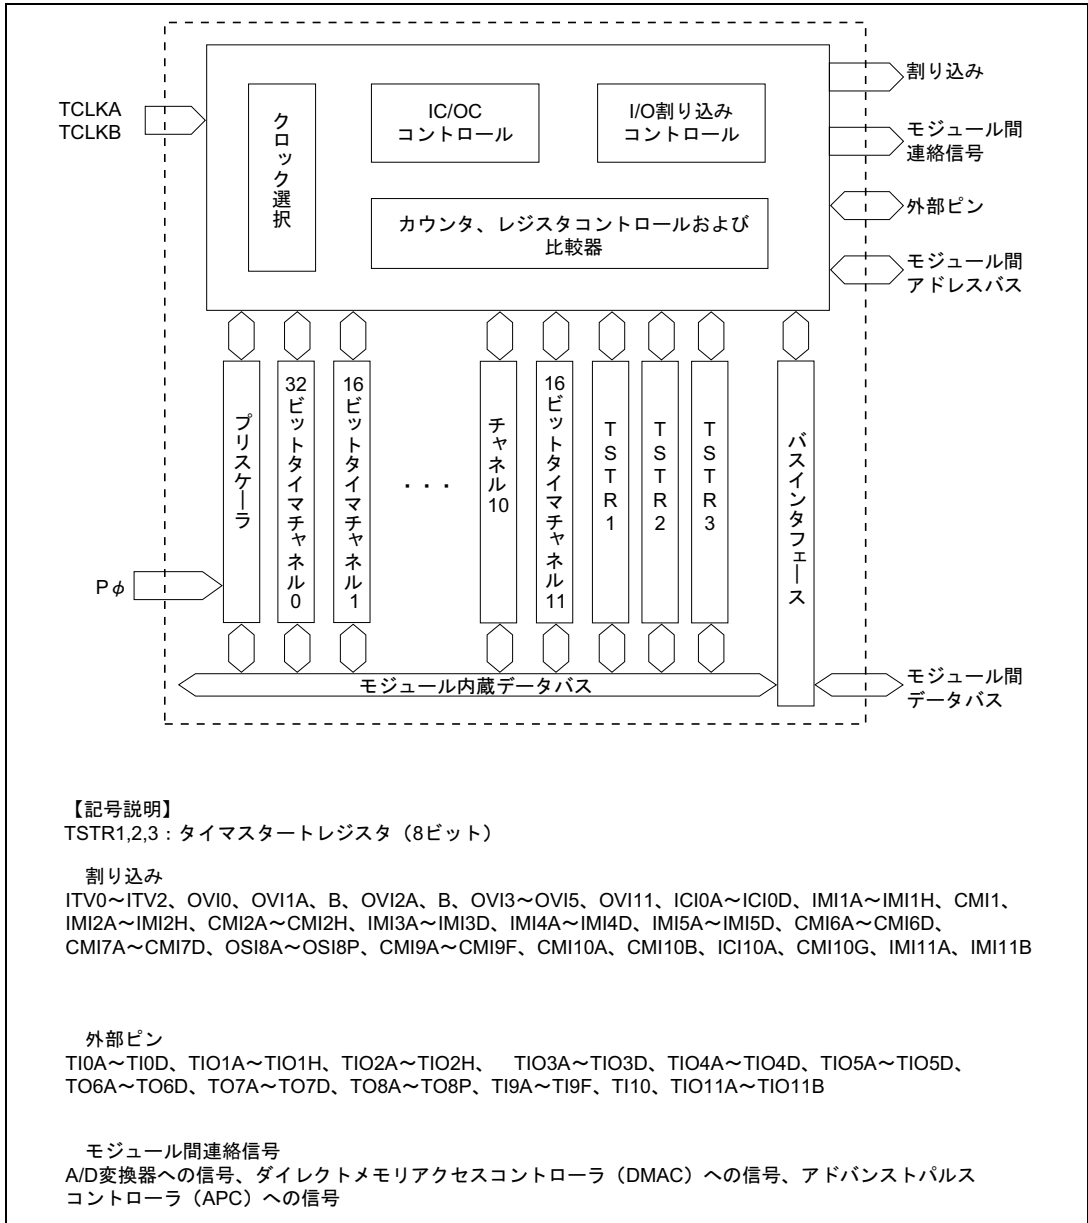 TCLKA
TCLKB
クロック選択
IC/OC
コントロール
I/O割り込み
コントロール
カウンタ、レジスタコントロールおよび
比較器
割り込み
モジュール間
連絡信号
外部ピン
モジュール間
アドレスバス
Pφ
プリスケーラ
32ビットタイマチャネル0
16ビットタイマチャネル1
・・・
チャネル10
16ビットタイマチャネル11
TSTR1
TSTR2
TSTR3
バスインタフェース
モジュール内蔵データバス
モジュール間
データバス
【記号説明】
TSTR1,2,3：タイマスタートレジスタ（8ビット）
割り込み
ITV0～ITV2、OVI0、OVI1A、B、OVI2A、B、OVI3～OVI5、OVI11、ICI0A～ICI0D、IMI1A～IMI1H、CMI1、
IMI2A～IMI2H、CMI2A～CMI2H、IMI3A～IMI3D、IMI4A～IMI4D、IMI5A～IMI5D、CMI6A～CMI6D、
CMI7A～CMI7D、OSI8A～OSI8P、CMI9A～CMI9F、CMI10A、CMI10B、ICI10A、CMI10G、IMI11A、IMI11B
外部ピン
TI0A～TI0D、TIO1A～TIO1H、TIO2A～TIO2H、　TIO3A～TIO3D、TIO4A～TIO4D、TIO5A～TIO5D、
TO6A～TO6D、TO7A～TO7D、TO8A～TO8P、TI9A～TI9F、TI10、TIO11A～TIO11B
モジュール間連絡信号
A/D変換器への信号、ダイレクトメモリアクセスコントローラ（DMAC）への信号、アドバンストパルス
コントローラ（APC）への信号